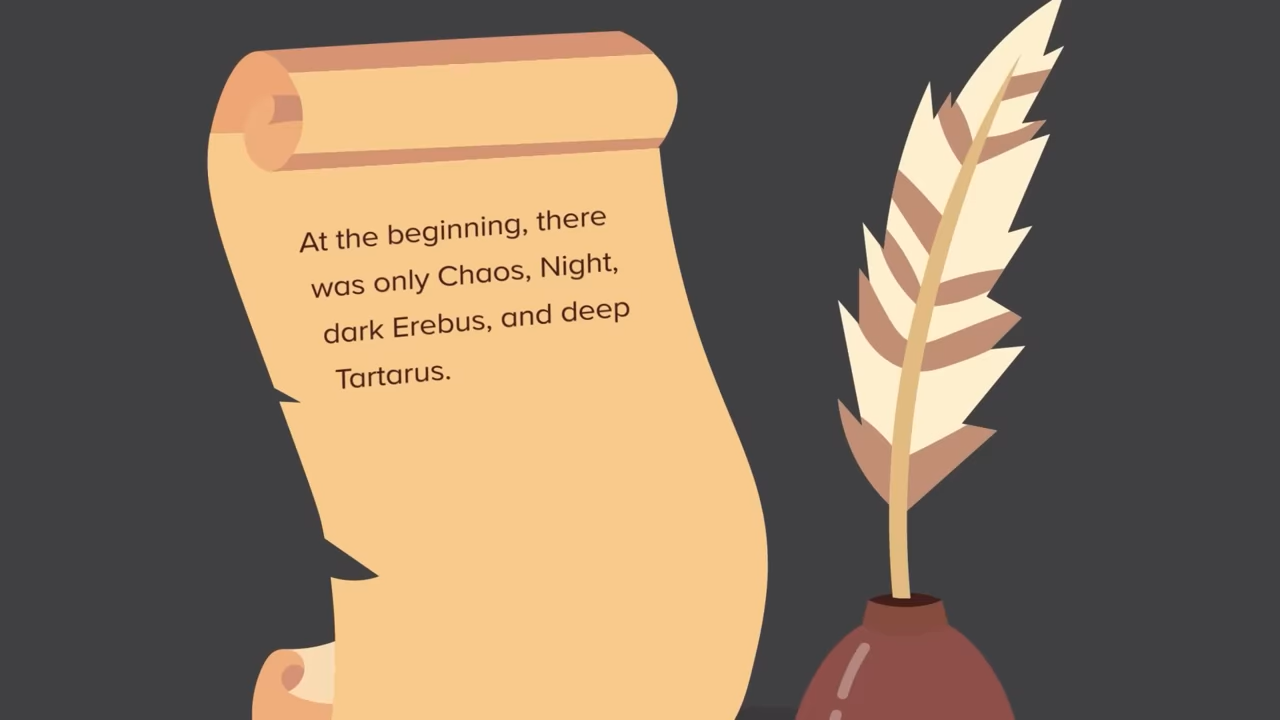 At the beginning, there
was only Chaos, Night,
dark Erebus, and deep
Tartarus.